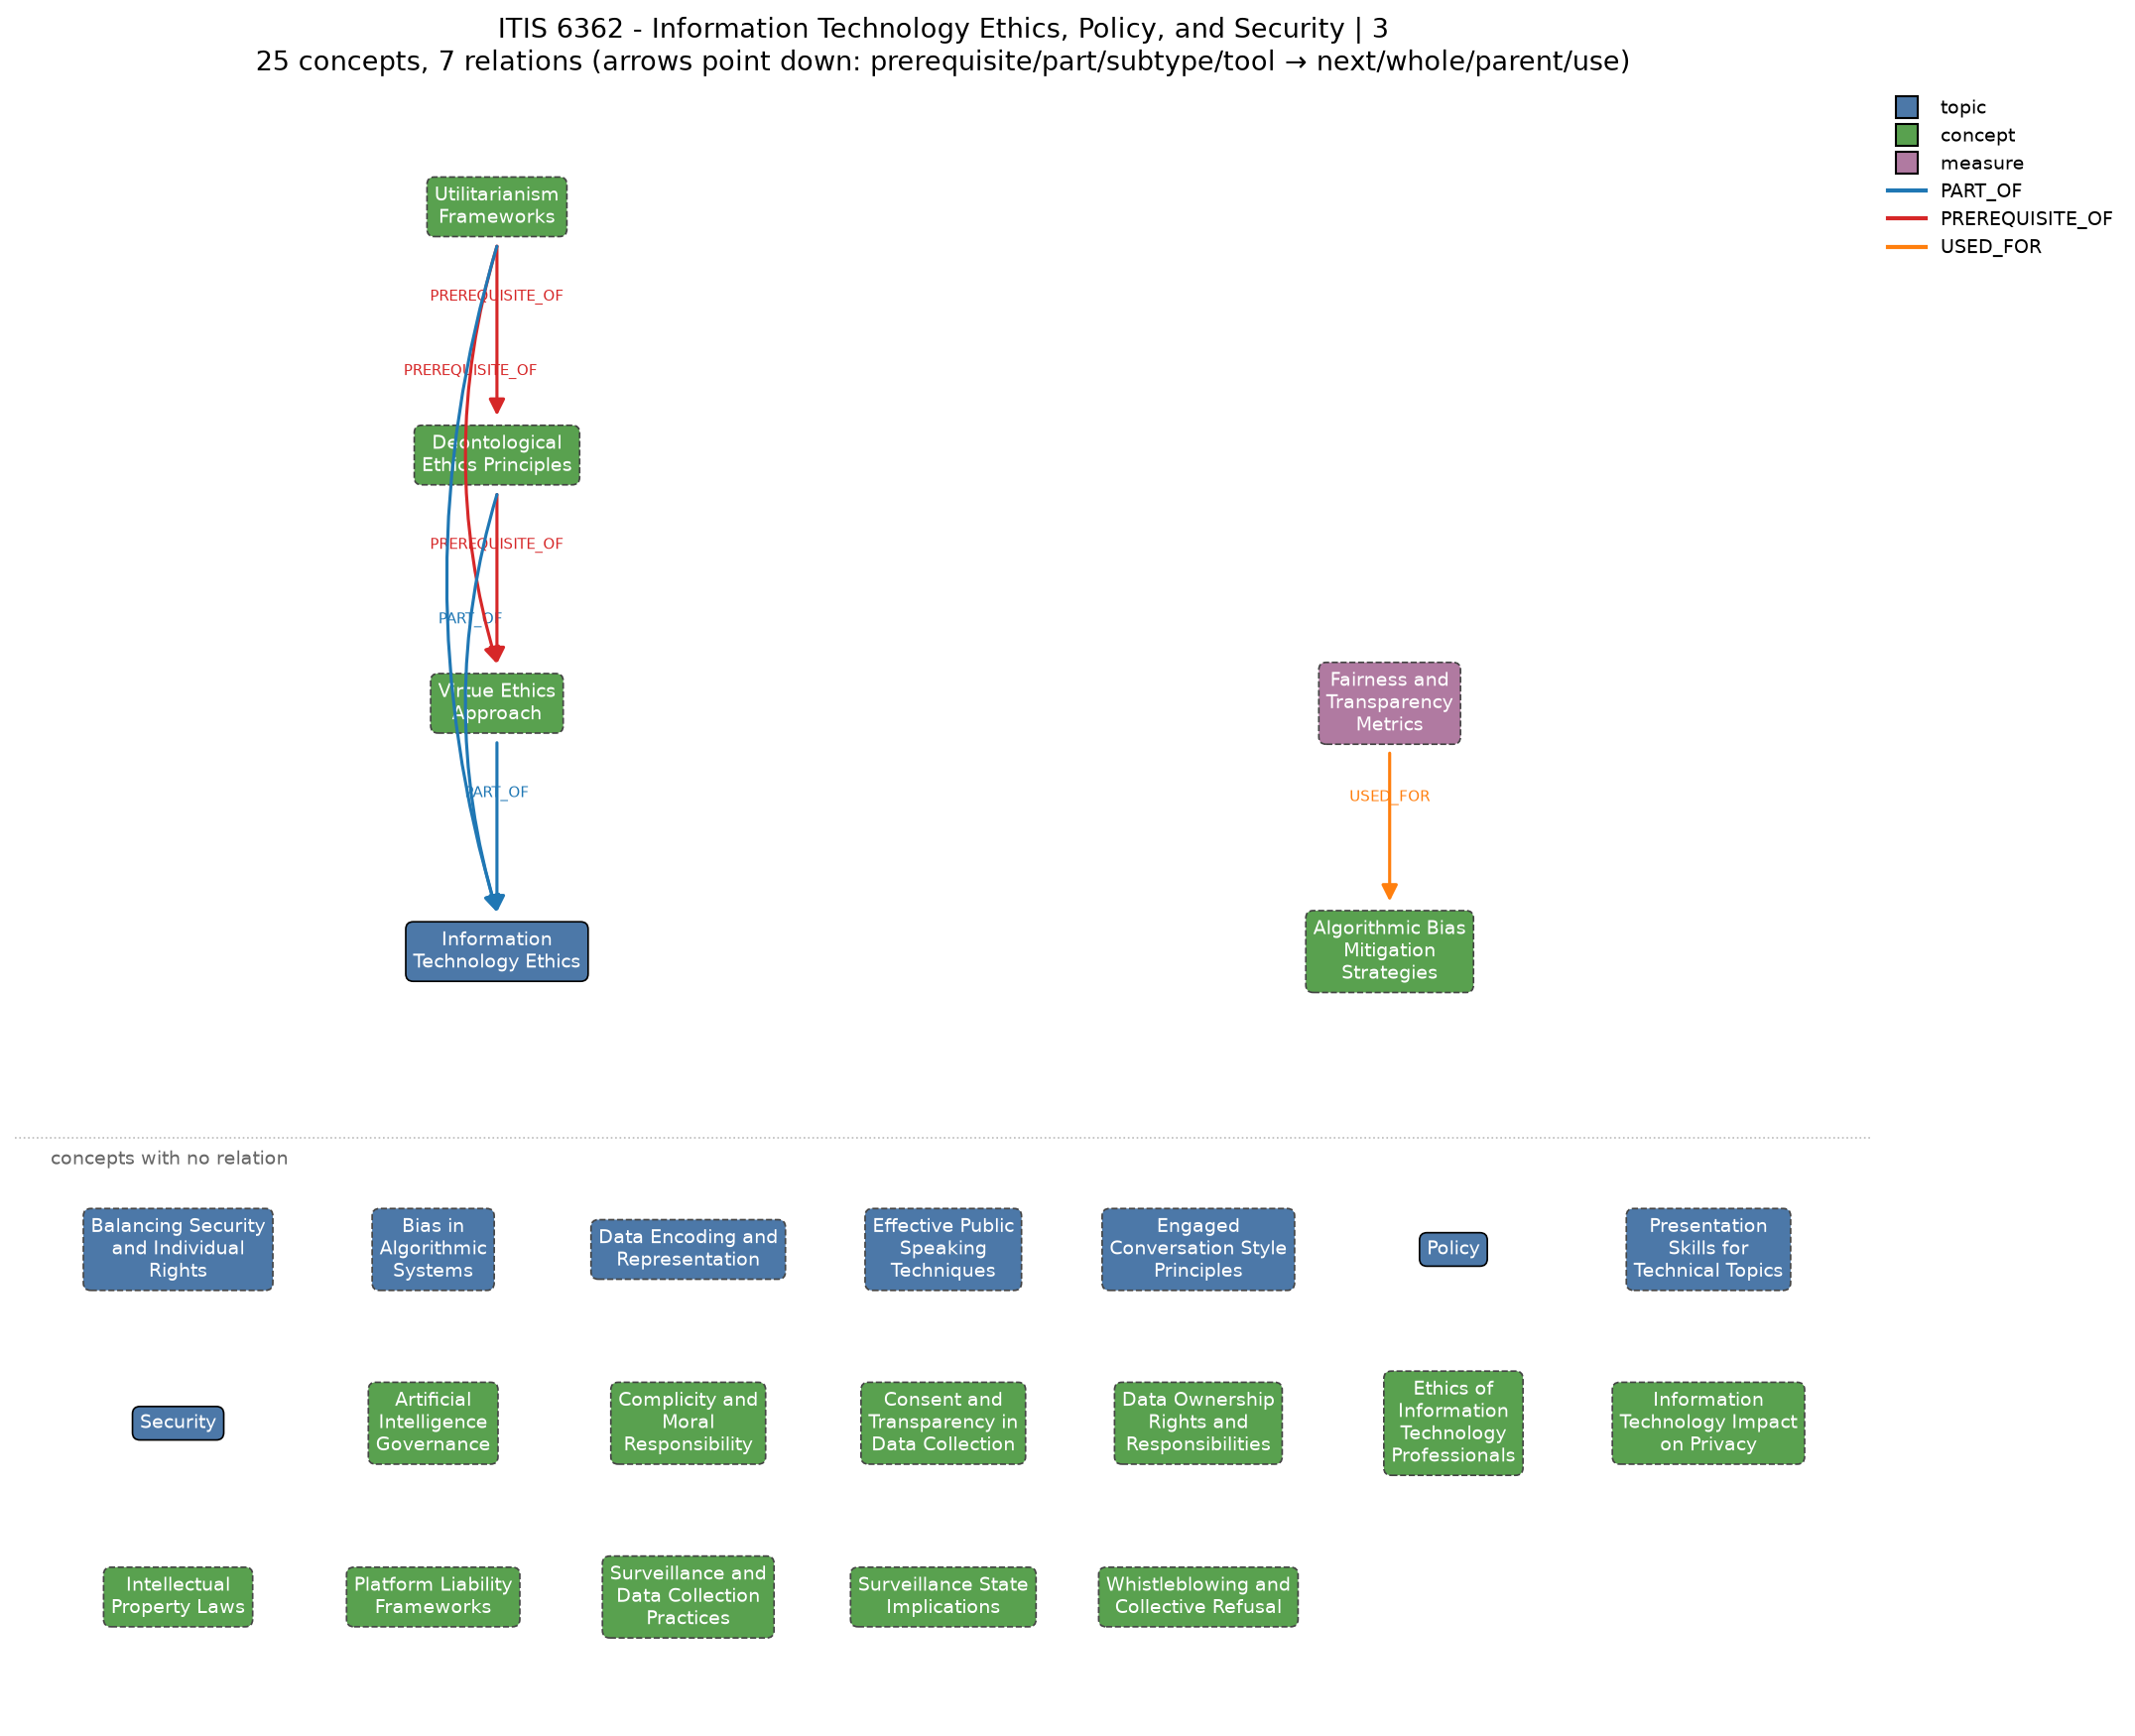 ITIS 6362 - Information Technology Ethics, Policy, and Security | 3
25 concepts, 7 relations (arrows point down: prerequisite/part/subtype/tool → next/whole/parent/use)
topic
concept
measure
PART_OF
PREREQUISITE_OF
USED_FOR
Utilitarianism
Frameworks
PREREQUISITE_OF
PREREQUISITE_OF
Deontological
Ethics Principles
PREREQUISITE_OF
PART_OF
Virtue Ethics
Approach
PART_OF
Information
Technology Ethics
Fairness and
Transparency
Metrics
USED_FOR
Algorithmic Bias
Mitigation
Strategies
concepts with no relation
Balancing Security
and Individual
Rights
Bias in
Algorithmic
Systems
Data Encoding and
Representation
Effective Public
Speaking
Techniques
Engaged
Conversation Style
Principles
Policy
Presentation
Skills for
Technical Topics
Security
Artificial
Intelligence
Governance
Complicity and
Moral
Responsibility
Consent and
Transparency in
Data Collection
Data Ownership
Rights and
Responsibilities
Ethics of
Information
Technology
Professionals
Information
Technology Impact
on Privacy
Intellectual
Property Laws
Platform Liability
Frameworks
Surveillance and
Data Collection
Practices
Surveillance State
Implications
Whistleblowing and
Collective Refusal